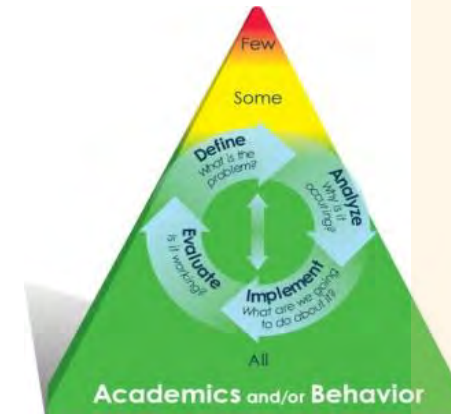 Few
Some
Define
What is the
problem?
Analyze
Why is it
occuring?
Implement
What are we going
to do about it?
Evaluate
Is it working?
All
Academics and/or Behavior